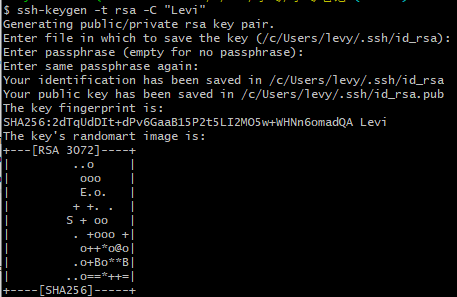 $ ssh-keygen -t rsa -C "Levi"
Generating public/private rsa key pair.
Enter file in which to save the key (/c/Users/levy/.ssh/id_rsa):
Enter passphrase (empty for no passphrase):
Enter same passphrase again:
Your identification has been saved in /c/Users/levy/.ssh/id_rsa
Your public key has been saved in /c/Users/levy/.ssh/id_rsa.pub
The key fingerprint is:
SHA256:2dTqUdDIt+dPv6GaaB15P2t5LI2MO5w+WHNn6omadQA Levi
The key's randomart image is:
+---[RSA 3072]----+
|        ..o      |
|         ooo     |
|         E.o.    |
|        + +. .   |
|       S + oo    |
|        . +ooo +|
|         o++*o@o|
|        .o+Bo**B|
|       ..o==*++=|
+----[SHA256]-----+